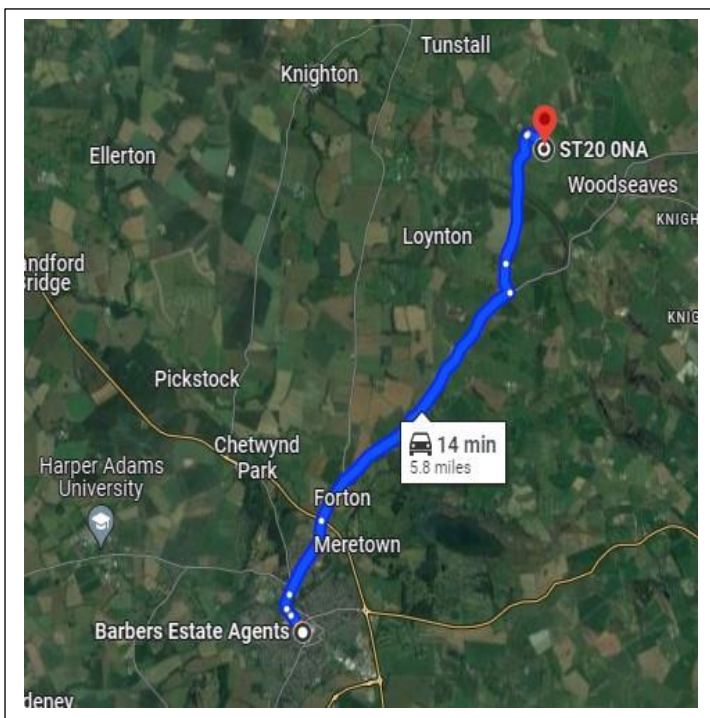 Tunstall
Knighton
Ellerton
ST20 0NA
Woodseaves
KNIGH
Loynton
andford
Bridge
KNIG
Pickstock
14 min
5.8 miles
Chetwynd
Park
Harper Adams
University
Forton
Meretown
Barbers Estate Agents
deney